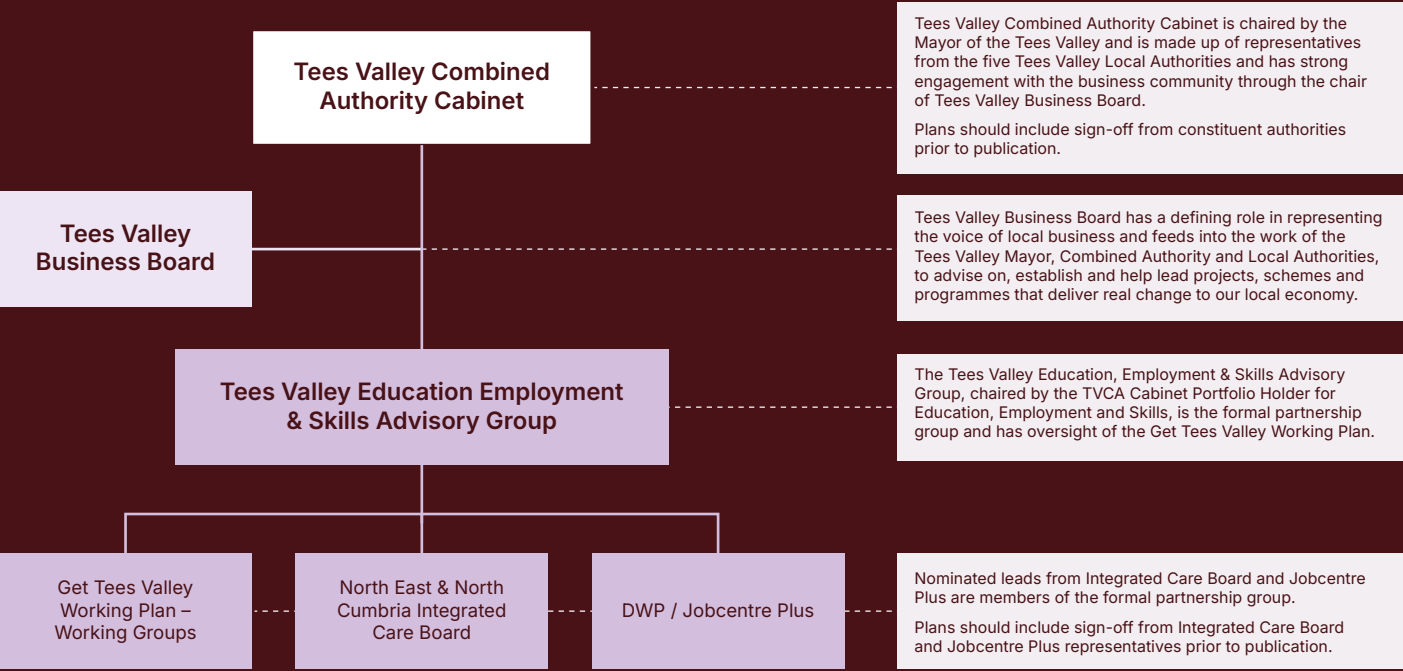 Tees Valley Combined
Authority Cabinet
Tees Valley Combined Authority Cabinet is chaired by the
Mayor of the Tees Valley and is made up of representatives
from the five Tees Valley Local Authorities and has strong
engagement with the business community through the chair
of Tees Valley Business Board.
Plans should include sign-off from constituent authorities
prior to publication.
Tees Valley
Business Board
Tees Valley Business Board has a defining role in representing
the voice of local business and feeds into the work of the
Tees Valley Mayor, Combined Authority and Local Authorities,
to advise on, establish and help lead projects, schemes and
programmes that deliver real change to our local economy.
Tees Valley Education Employment
& Skills Advisory Group
The Tees Valley Education, Employment & Skills Advisory
Group, chaired by the TVCA Cabinet Portfolio Holder for
Education, Employment and Skills, is the formal partnership
group and has oversight of the Get Tees Valley Working Plan.
Get Tees Valley
Working Plan –
Working Groups
North East & North
Cumbria Integrated
Care Board
DWP / Jobcentre Plus
Nominated leads from Integrated Care Board and Jobcentre
Plus are members of the formal partnership group.
Plans should include sign-off from Integrated Care Board
and Jobcentre Plus representatives prior to publication.